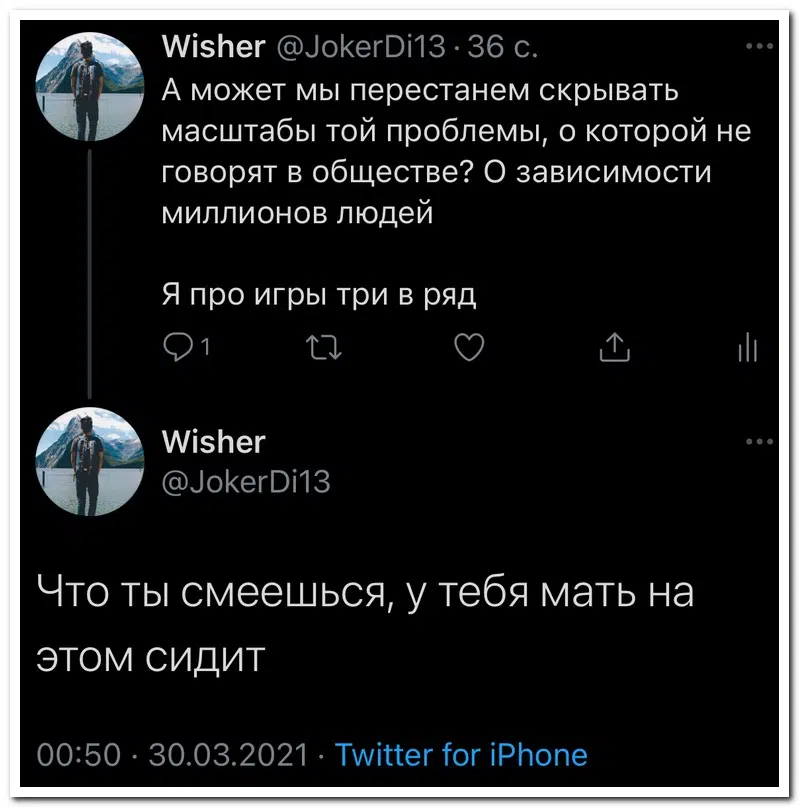 Wisher @JokerDi13 · 36 с.
А может мы перестанем скрывать
масштабы той проблемы, о которой не
говорят в обществе? О зависимости
миллионов людей
Я про игры три в ряд
1
Wisher
@JokerDi13
Что ты смеешься, у тебя мать на
этом сидит
00:50 · 30.03.2021 · Twitter for iPhone